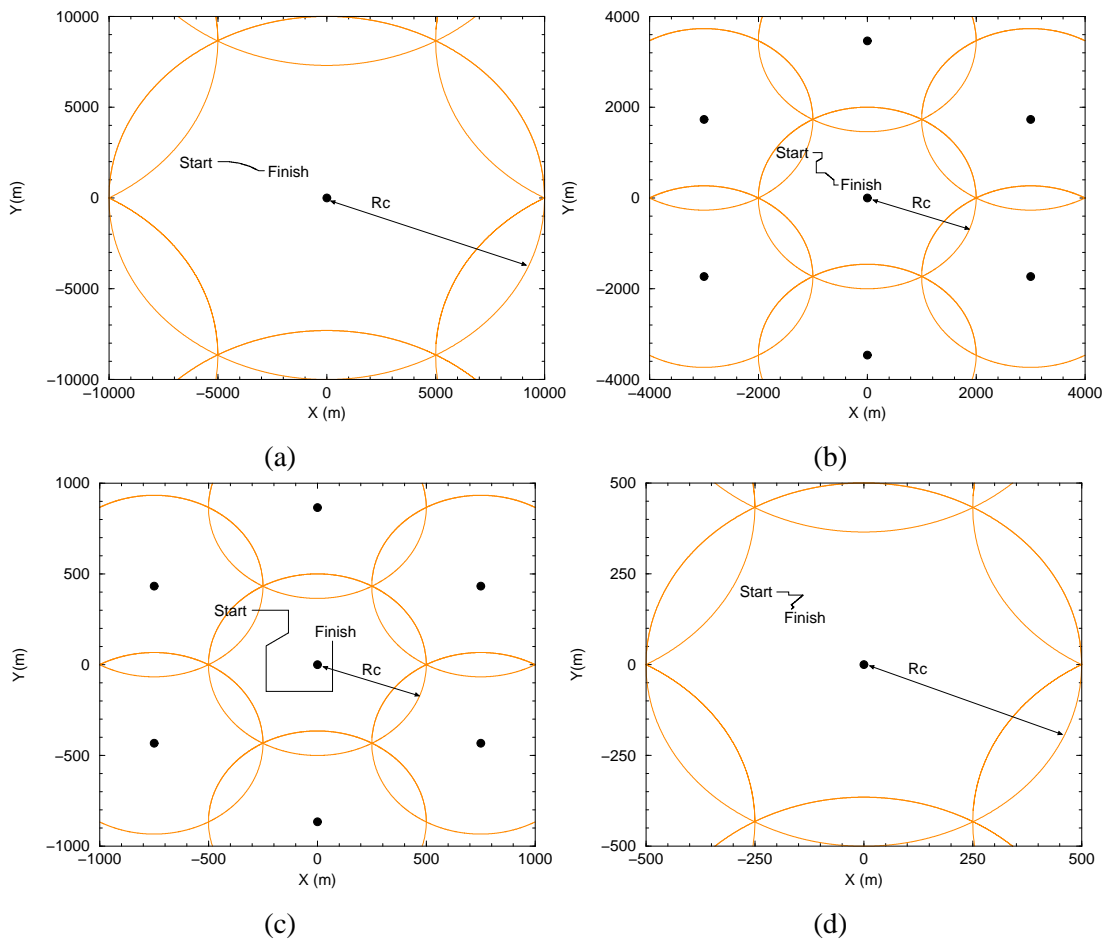 10000
5000
0
−5000
−10000
Y(m)
Start
Finish
Rc
−10000 −5000 0 5000 10000
X (m)
(a)
4000
2000
0
−2000
−4000
Y(m)
Start
Finish
Rc
−4000 −2000 0 2000 4000
X (m)
(b)
1000
500
0
−500
−1000
Y(m)
Start
Finish
Rc
−1000 −500 0 500 1000
X (m)
(c)
500
250
0
−250
−500
Y(m)
Start
Finish
Rc
−500 −250 0 250 500
X (m)
(d)